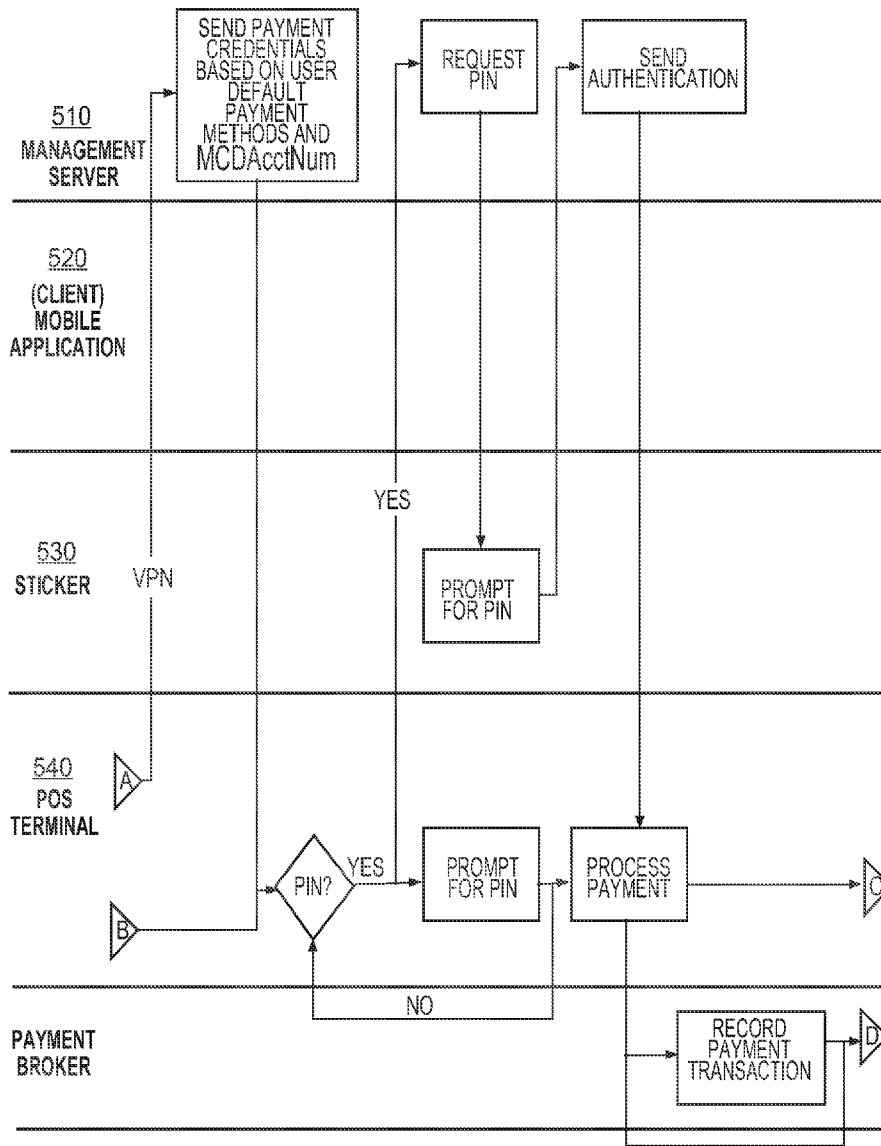 SEND PAYMENT
CREDENTIALS
BASED ON USER
DEFAULT
PAYMENT
METHODS AND
MCDAcctNum
REQUEST
PIN
SEND
AUTHENTICATION
510
MANAGEMENT
SERVER
520
(CLIENT)
MOBILE
APPLICATION
YES
530
STICKER
VPN
PROMPT
FOR PIN
540
POS
TERMINAL
A
B
PIN?
YES
PROMPT
FOR PIN
PROCESS
PAYMENT
C
NO
PAYMENT
BROKER
RECORD
PAYMENT
TRANSACTION
D